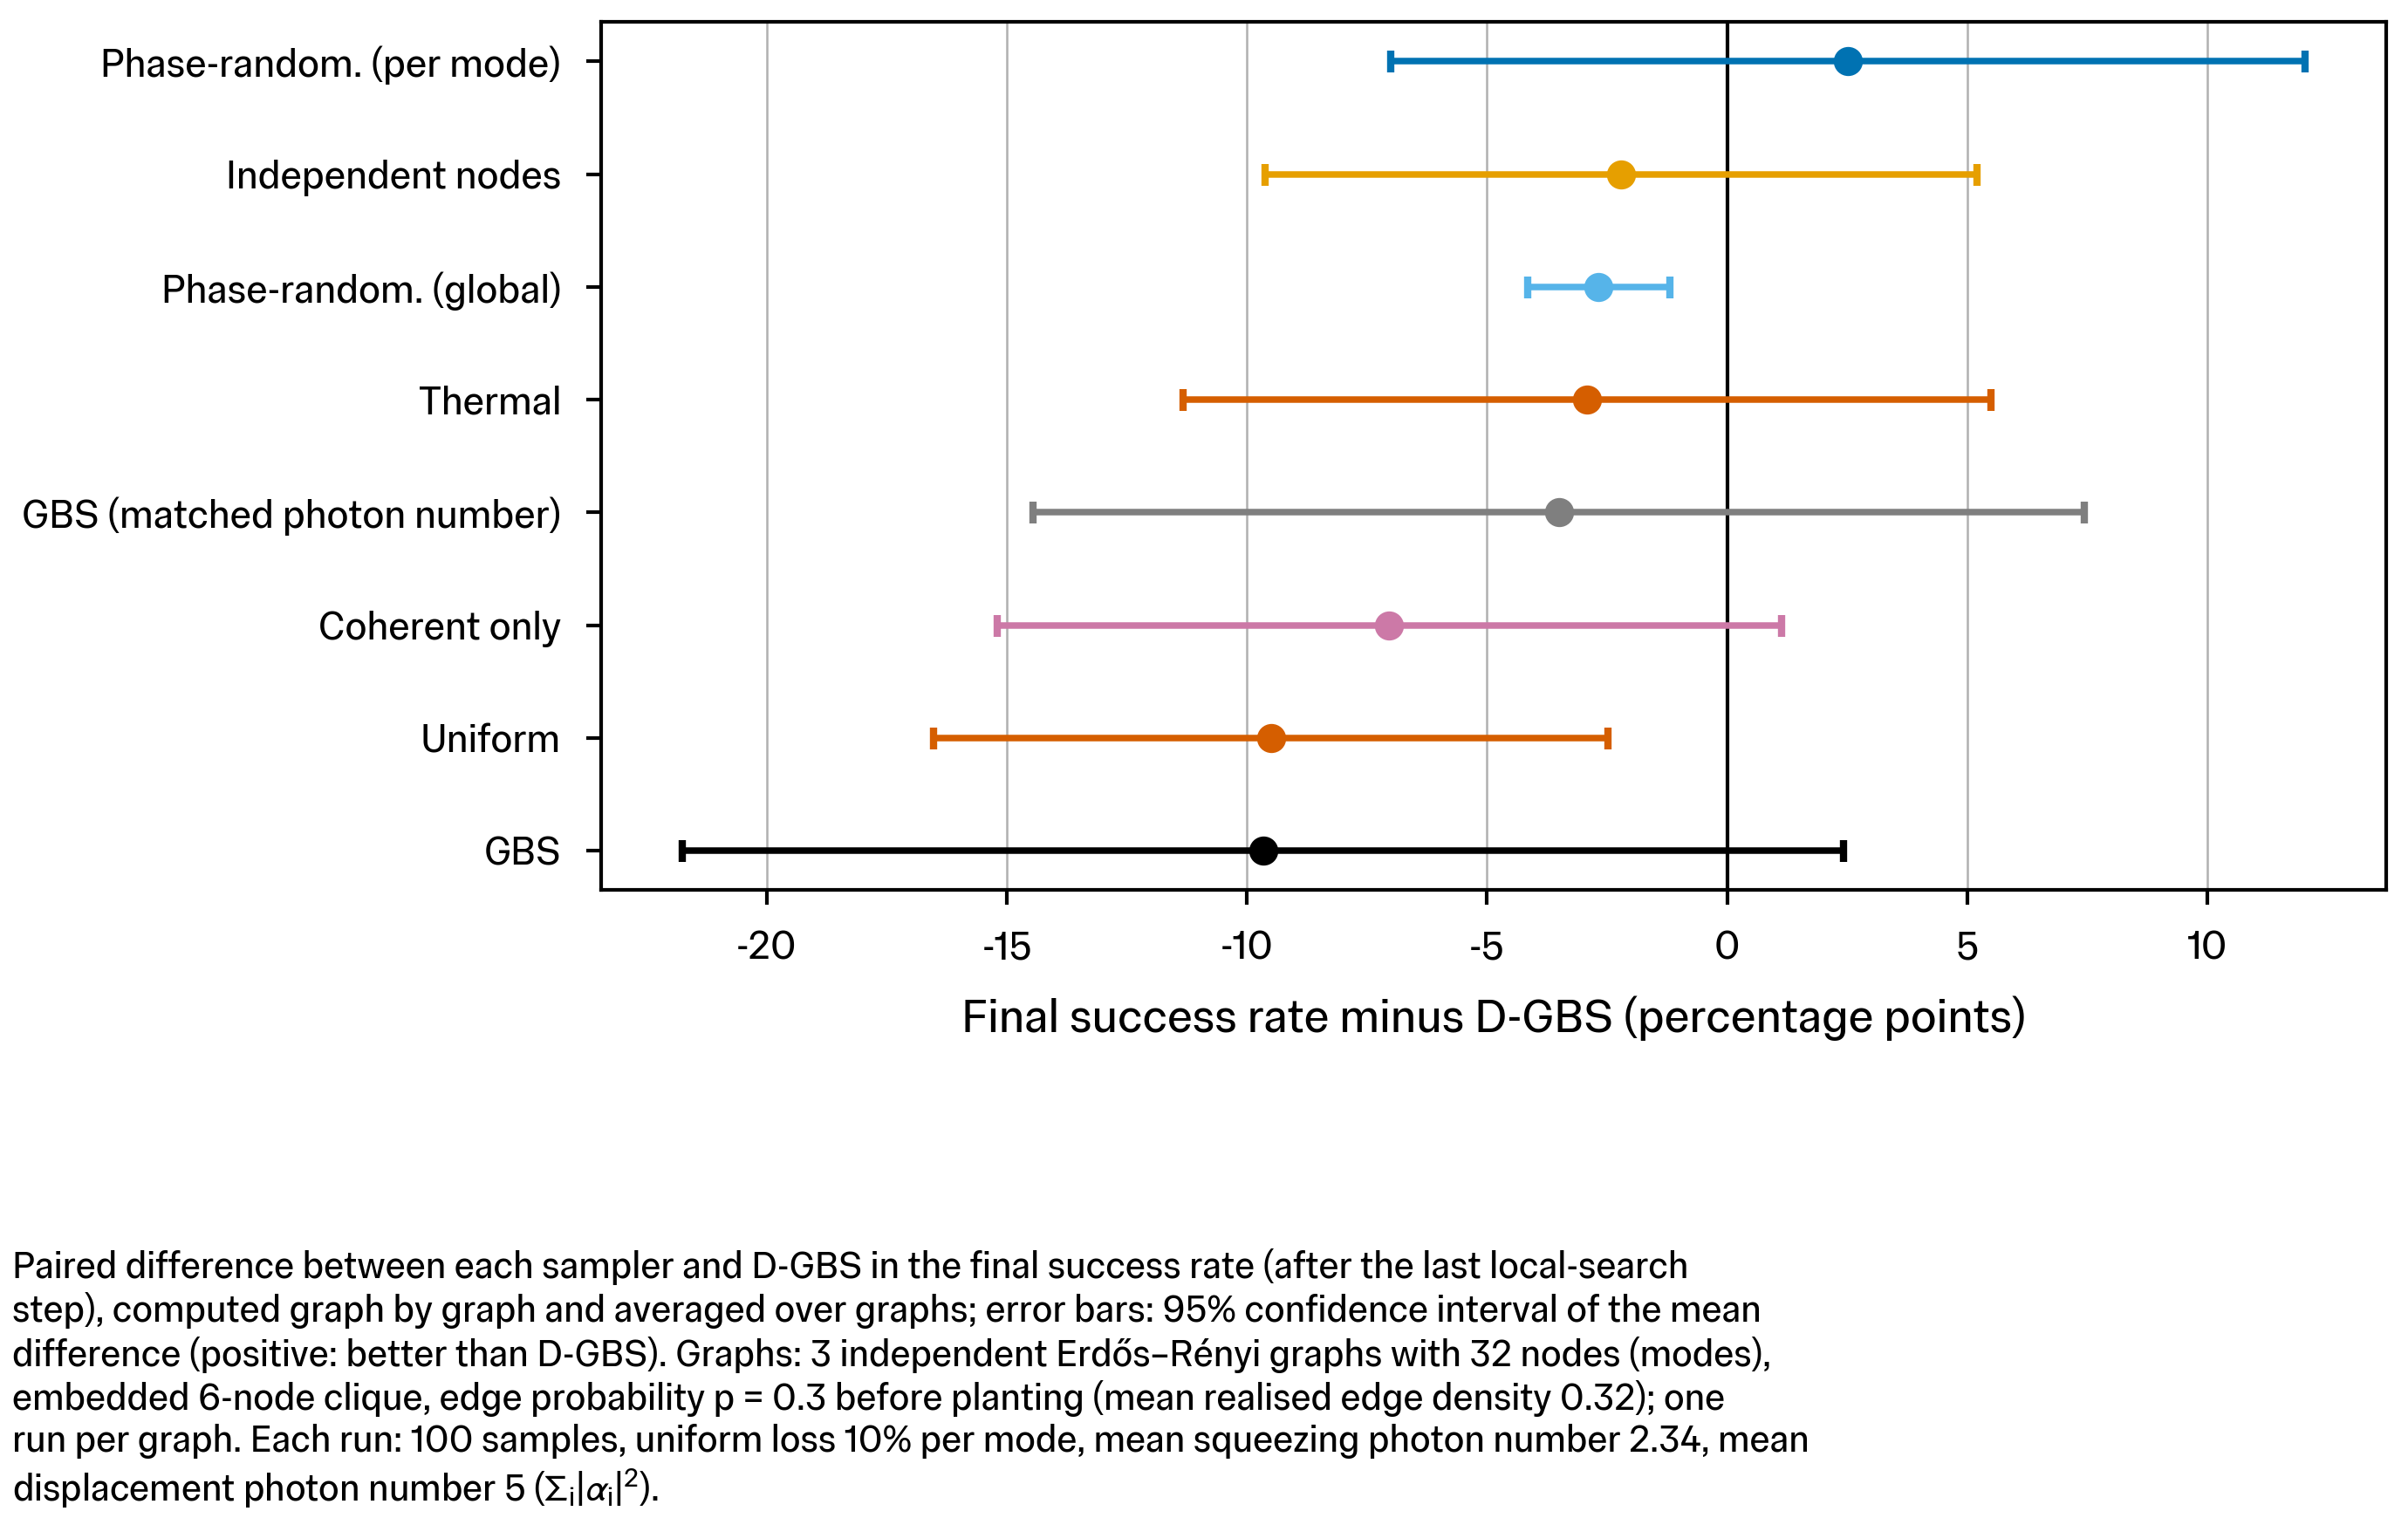 Phase-random. (per mode)
Independent nodes
Phase-random. (global)
Thermal
GBS (matched photon number)
Coherent only
Uniform
GBS
-20 -15 -10 -5 0 5 10
Final success rate minus D-GBS (percentage points)
Paired difference between each sampler and D-GBS in the final success rate (after the last local-search
step), computed graph by graph and averaged over graphs; error bars: 95% confidence interval of the mean
difference (positive: better than D-GBS). Graphs: 3 independent Erdős–Rényi graphs with 32 nodes (modes),
embedded 6-node clique, edge probability p = 0.3 before planting (mean realised edge density 0.32); one
run per graph. Each run: 100 samples, uniform loss 10% per mode, mean squeezing photon number 2.34, mean
displacement photon number 5 (Σᵢ|αᵢ|²).